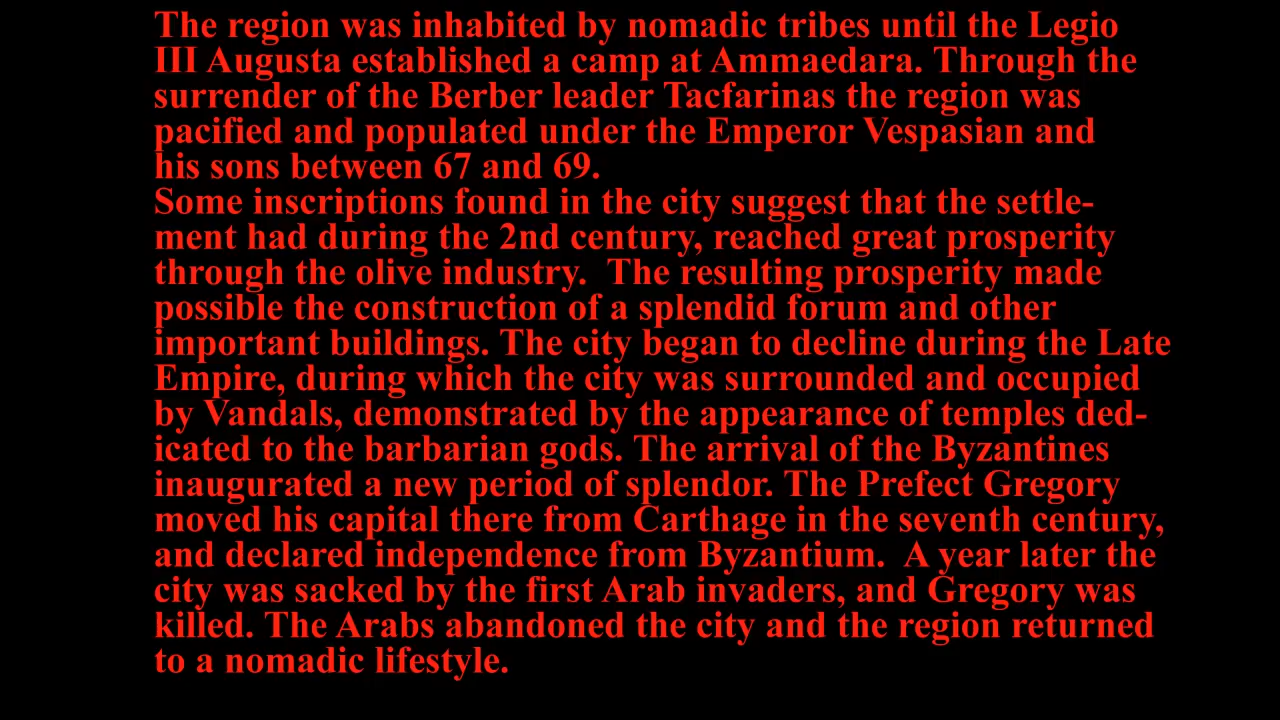 The region was inhabited by nomadic tribes until the Legio
III Augusta established a camp at Ammaedara. Through the
surrender of the Berber leader Tacfarinas the region was
pacified and populated under the Emperor Vespasian and
his sons between 67 and 69.
Some inscriptions found in the city suggest that the settle-
ment had during the 2nd century, reached great prosperity
through the olive industry.  The resulting prosperity made
possible the construction of a splendid forum and other
important buildings. The city began to decline during the Late
Empire, during which the city was surrounded and occupied
by Vandals, demonstrated by the appearance of temples ded-
icated to the barbarian gods. The arrival of the Byzantines
inaugurated a new period of splendor. The Prefect Gregory
moved his capital there from Carthage in the seventh century,
and declared independence from Byzantium.  A year later the
city was sacked by the first Arab invaders, and Gregory was
killed. The Arabs abandoned the city and the region returned
to a nomadic lifestyle.